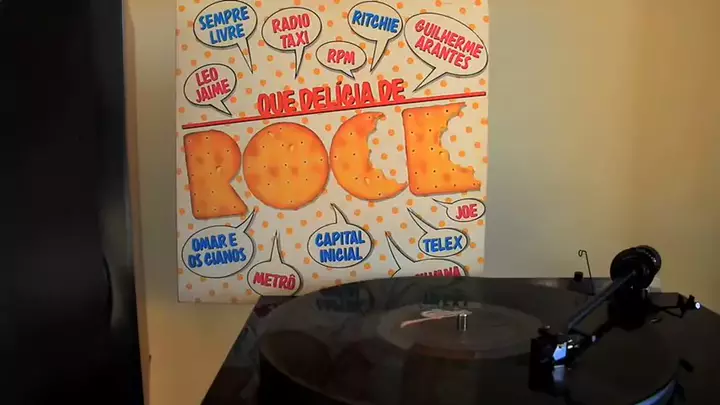 SEMPRE
LIVRE
RADIO
TAXI
RPM
RITCHIE
GUILHERME
ARANTES
LEO
JAIME
QUE DELÍCIA DE
ROCK
JOE
OMAR E
OS CIANOS
METRÔ
CAPITAL
INICIAL
TELEX